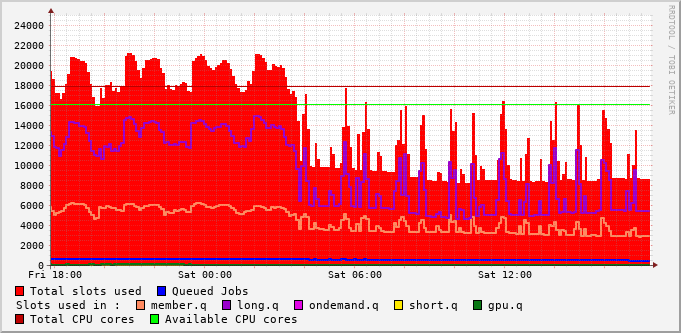 24000
22000
20000
18000
16000
14000
12000
10000
8000
6000
4000
2000
0
Fri 18:00 Sat 00:00 Sat 06:00 Sat 12:00
Total slots used Queued Jobs
Slots used in : member.q long.q ondemand.q short.q gpu.q
Total CPU cores Available CPU cores
RRDTOOL / TOBI OETIKER